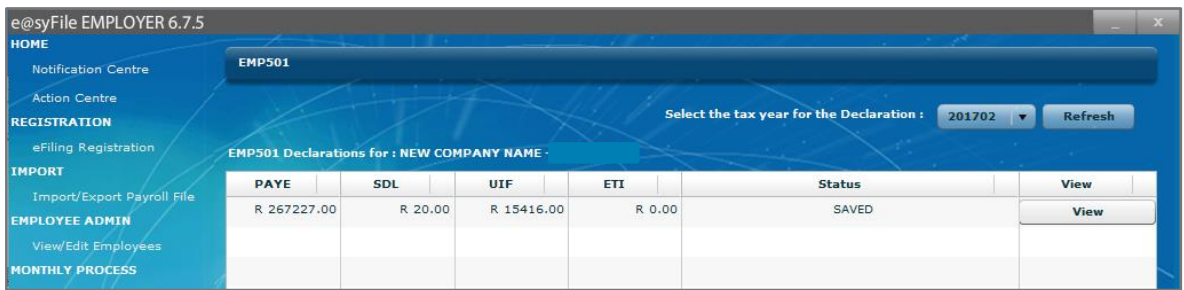 e@syFile EMPLOYER 6.7.5
HOME
Notification Centre
Action Centre
REGISTRATION
eFiling Registration
IMPORT
Import/Export Payroll File
EMPLOYEE ADMIN
View/Edit Employees
MONTHLY PROCESS
EMP501
Select the tax year for the Declaration : 201702 Refresh
EMP501 Declarations for : NEW COMPANY NAME -
PAYE SDL UIF ETI Status View
R 267227.00 R 20.00 R 15416.00 R 0.00 SAVED View